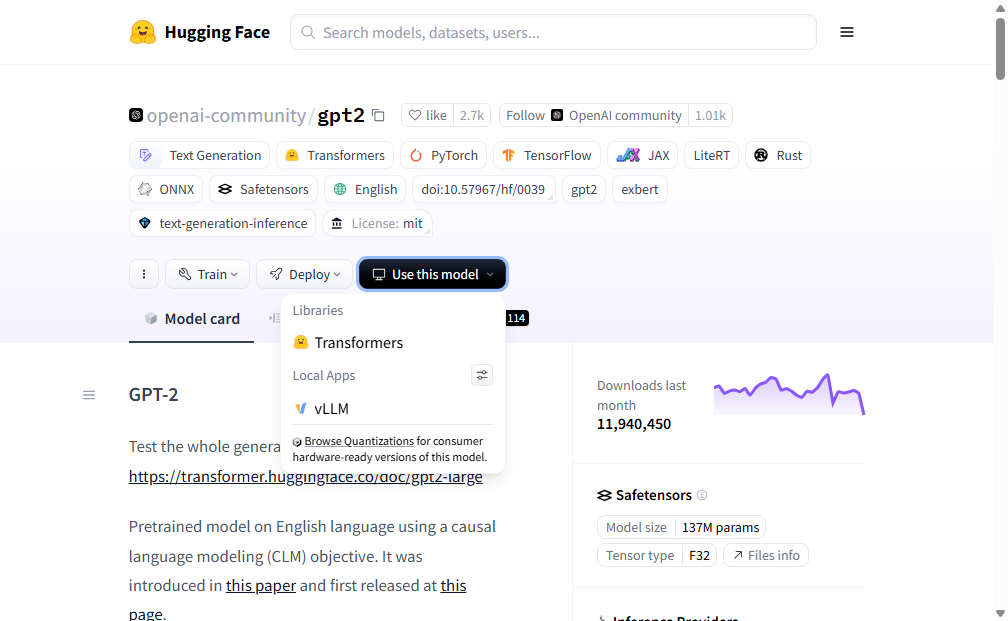 Hugging Face
Search models, datasets, users...
openai-community/gpt2
like 2.7k
Follow OpenAI community 1.01k
Text Generation Transformers PyTorch TensorFlow JAX LiteRT Rust
ONNX Safetensors English doi:10.57967/hf/0039 gpt2 exbert
text-generation-inference License: mit
Train Deploy Use this model
Model card 114
Libraries
Transformers
Local Apps
vLLM
Browse Quantizations for consumer
hardware-ready versions of this model.
GPT-2
Test the whole genera
https://transformer.huggingface.co/doc/gpt2-large
Pretrained model on English language using a causal
language modeling (CLM) objective. It was
introduced in this paper and first released at this
page.
Downloads last
month
11,940,450
Safetensors
Model size 137M params
Tensor type F32 Files info
Inference Providers